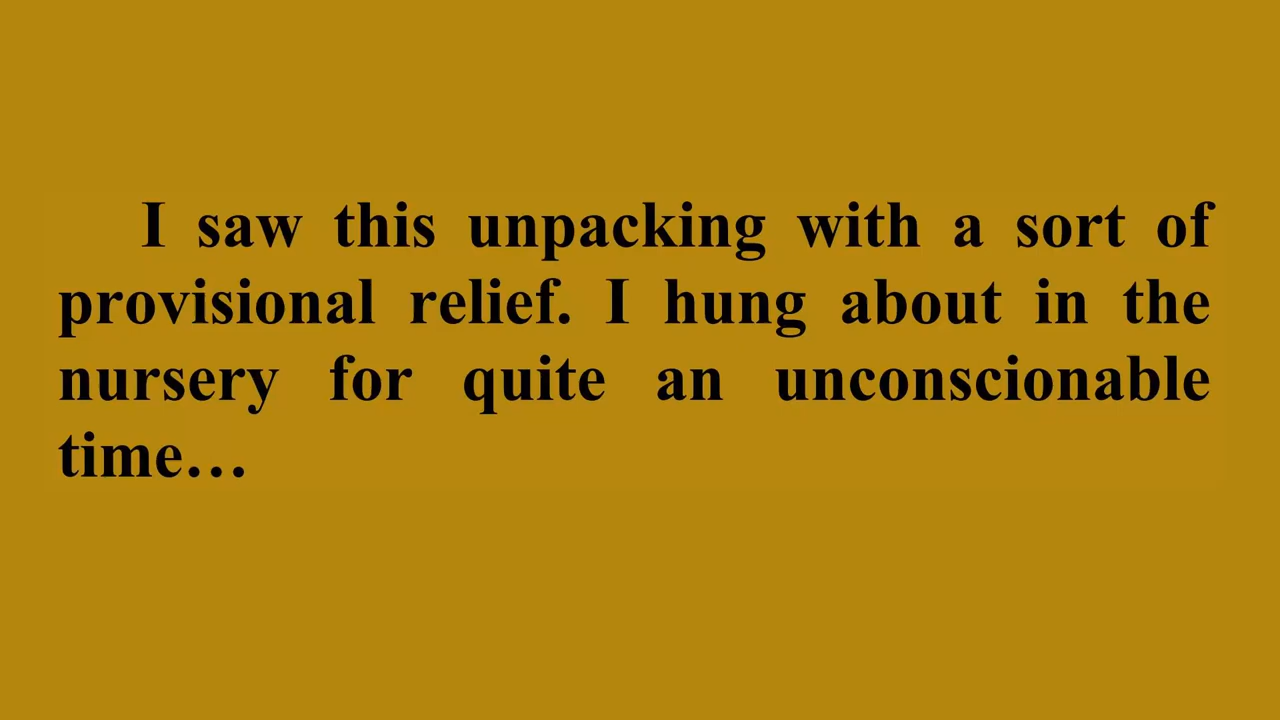 I saw this unpacking with a sort of
provisional relief. I hung about in the
nursery for quite an unconscionable
time…